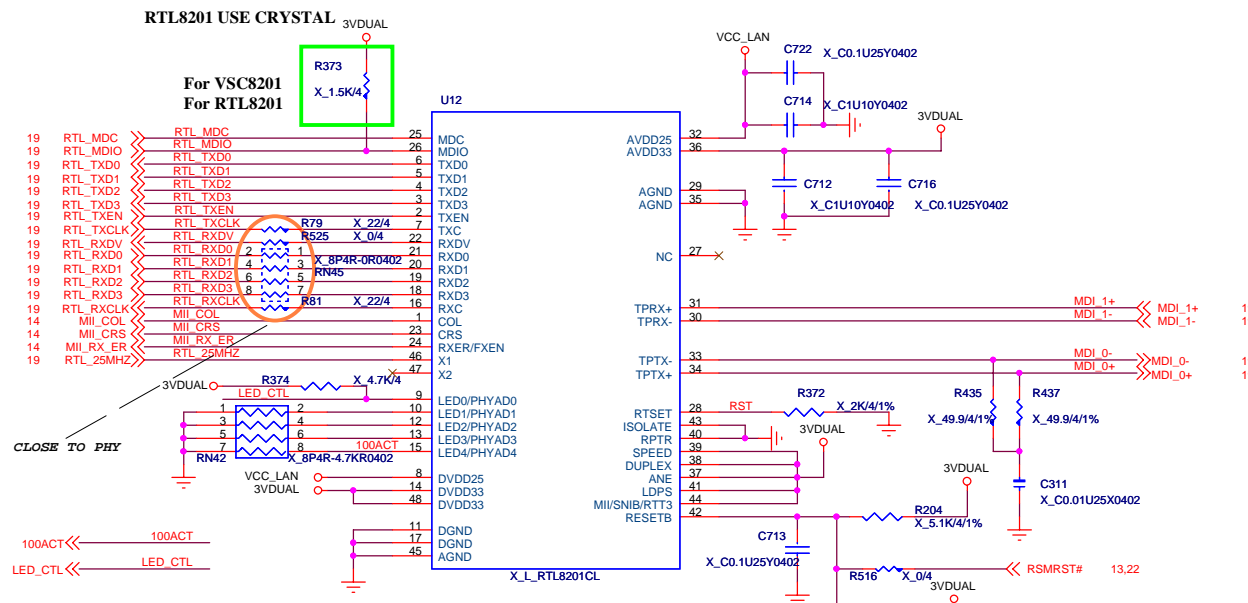 RTL8201 USE CRYSTAL
3VDUAL
R373
X_1.5K/4
For VSC8201
For RTL8201
U12
VCC_LAN
C722
X_C0.1U25Y0402
C714
X_C1U10Y0402
3VDUAL
C712
X_C1U10Y0402
C716
X_C0.1U25Y0402
19 RTL_MDC RTL_MDC 25 MDC
19 RTL_MDIO RTL_MDIO 26 MDIO
19 RTL_TXD0 RTL_TXD0 6 TXD0
19 RTL_TXD1 RTL_TXD1 5 TXD1
19 RTL_TXD2 RTL_TXD2 4 TXD2
19 RTL_TXD3 RTL_TXD3 3 TXD3
19 RTL_TXEN RTL_TXEN 2 TXEN
19 RTL_TXCLK RTL_TXCLK R79 X_22/4 7 TXC
19 RTL_RXDV RTL_RXDV R525 X_0/4 22 RXDV
19 RTL_RXD0 RTL_RXD0 2 1 21 RXD0
X_8P4R-0R0402
19 RTL_RXD1 RTL_RXD1 4 3 20 RXD1
RN45
19 RTL_RXD2 RTL_RXD2 6 5 19 RXD2
19 RTL_RXD3 RTL_RXD3 8 7 18 RXD3
19 RTL_RXCLK RTL_RXCLK R81 X_22/4 16 RXC
14 MII_COL MII_COL 1 COL
14 MII_CRS MII_CRS 23 CRS
14 MII_RX_ER MII_RX_ER 24 RXER/FXEN
19 RTL_25MHZ RTL_25MHZ 46 X1
47 X2
3VDUAL R374 X_4.7K/4
LED_CTL 9 LED0/PHYAD0
1 2 10 LED1/PHYAD1
3 4 12 LED2/PHYAD2
5 6 13 LED3/PHYAD3
7 8 100ACT 15 LED4/PHYAD4
RN42 X_8P4R-4.7KR0402
CLOSE TO PHY
VCC_LAN 8 DVDD25
3VDUAL 14 DVDD33
48 DVDD33
11 DGND
17 DGND
45 AGND
100ACT 100ACT
LED_CTL LED_CTL
X_L_RTL8201CL
AVDD25 32
AVDD33 36
AGND 29
AGND 35
NC 27
TPRX+ 31 MDI_1+ MDI_1+ 1
TPRX- 30 MDI_1- MDI_1- 1
TPTX- 33 MDI_0- MDI_0- 1
TPTX+ 34 MDI_0+ MDI_0+ 1
R435
X_49.9/4/1%
R437
X_49.9/4/1%
RTSET 28 RST R372 X_2K/4/1%
ISOLATE 43
RPTR 40
3VDUAL
SPEED 39
DUPLEX 38
ANE 37
LDPS 41
MII/SNIB/RTT3 44
RESETB 42
3VDUAL
C311
X_C0.01U25X0402
R204
X_5.1K/4/1%
C713
X_C0.1U25Y0402
R516 X_0/4 RSMRST# 13,22
3VDUAL